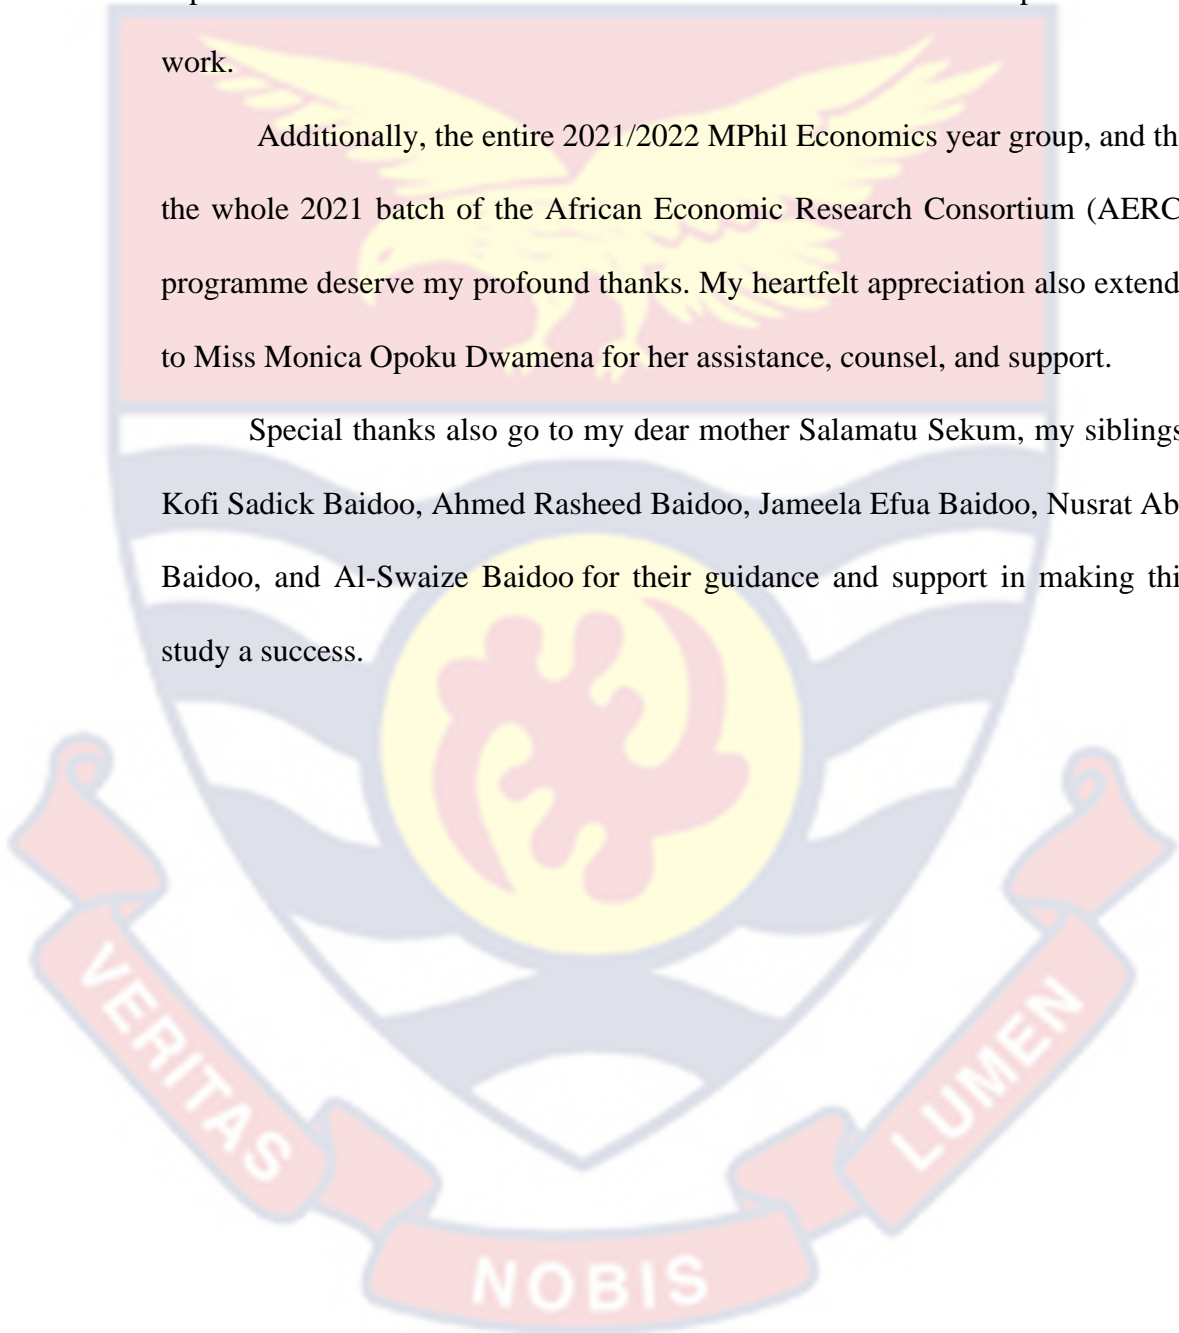 work.
Additionally, the entire 2021/2022 MPhil Economics year group, and th
the whole 2021 batch of the African Economic Research Consortium (AERC
programme deserve my profound thanks. My heartfelt appreciation also extend
to Miss Monica Opoku Dwamena for her assistance, counsel, and support.
Special thanks also go to my dear mother Salamatu Sekum, my siblings
Kofi Sadick Baidoo, Ahmed Rasheed Baidoo, Jameela Efua Baidoo, Nusrat Ab
Baidoo, and Al-Swaize Baidoo for their guidance and support in making thi
study a success.
VERITAS
NOBIS
LUMEN